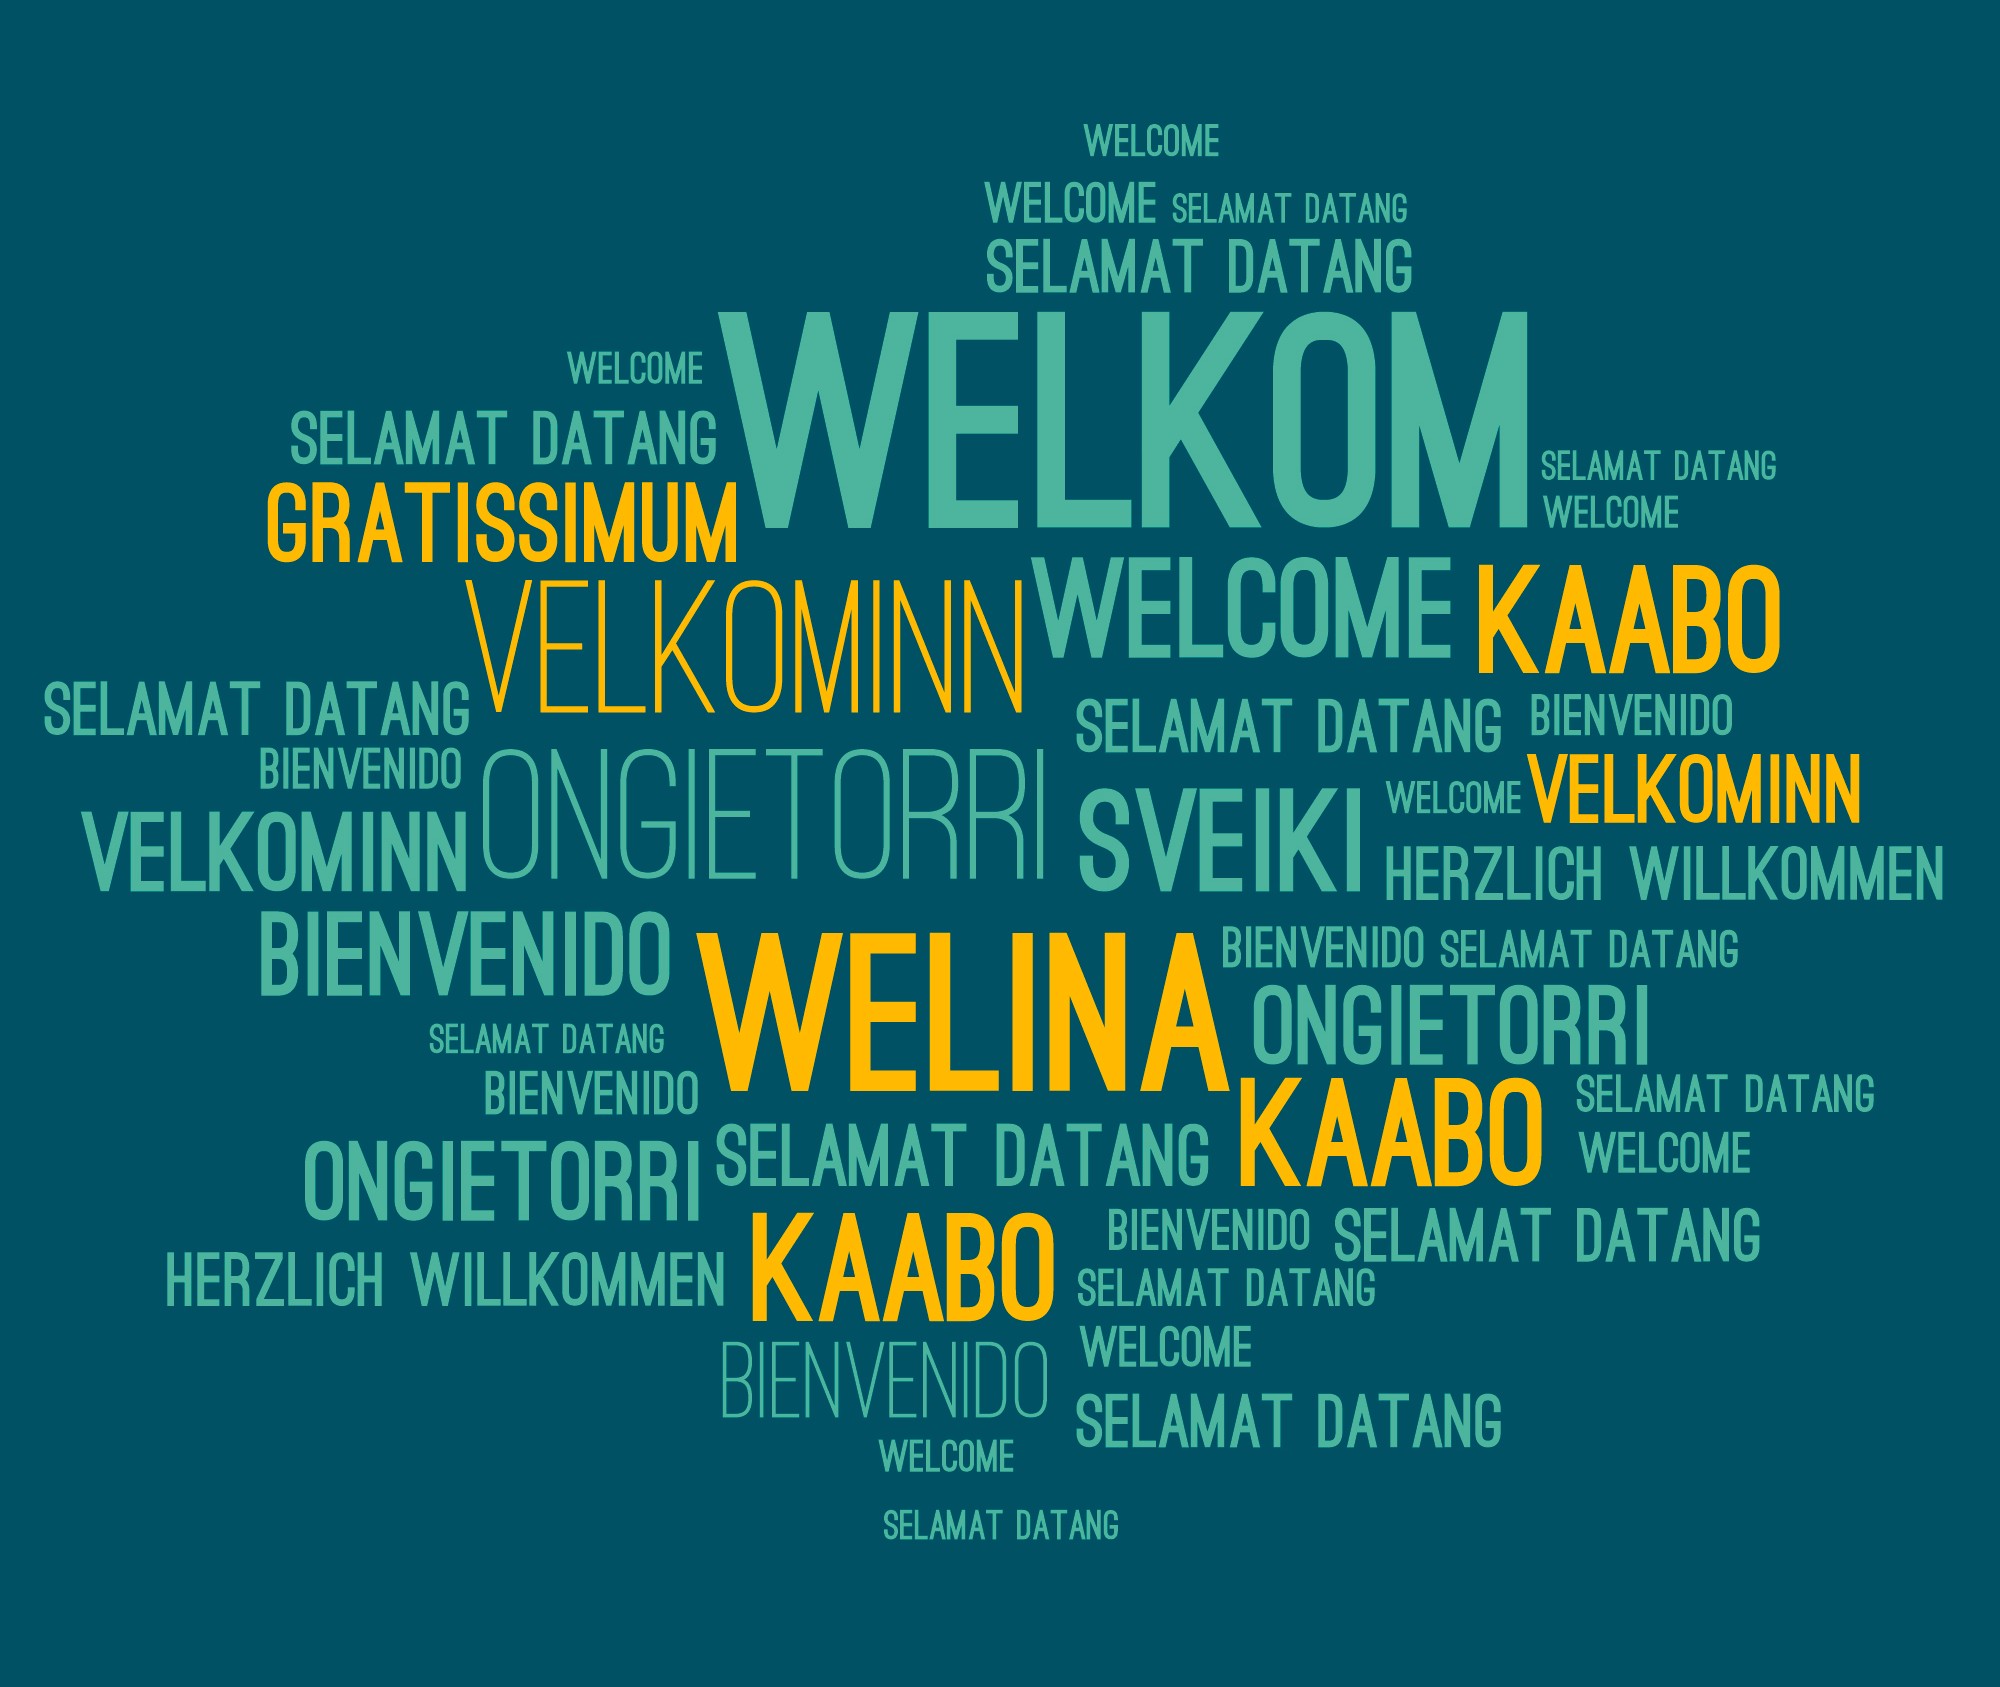 WELCOME
WELCOME SELAMAT DATANG
SELAMAT DATANG
WELKOM
WELCOME
SELAMAT DATANG
SELAMAT DATANG
GRATISSIMUM
WELCOME
VELKOMINN
WELCOME
KAABO
SELAMAT DATANG
SELAMAT DATANG
BIENVENIDO
BIENVENIDO
ONGIETORRI
WELCOME
VELKOMINN
VELKOMINN
SVEIKI
HERZLICH WILLKOMMEN
BIENVENIDO
WELINA
BIENVENIDO
SELAMAT DATANG
ONGIETORRI
SELAMAT DATANG
BIENVENIDO
KAABO
SELAMAT DATANG
SELAMAT DATANG
WELCOME
ONGIETORRI
KAABO
BIENVENIDO
SELAMAT DATANG
HERZLICH WILLKOMMEN
SELAMAT DATANG
BIENVENIDO
WELCOME
SELAMAT DATANG
WELCOME
SELAMAT DATANG